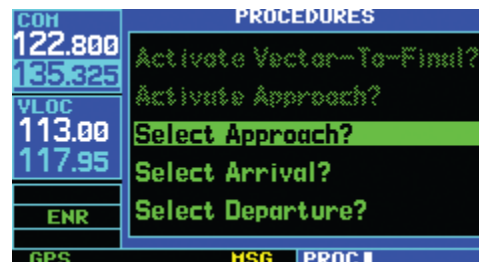 COM
122.800
135.325
VLOC
113.00
117.95
ENR
GPS
PROCEDURES
Activate Vector-To-Final?
Activate Approach?
Select Approach?
Select Arrival?
Select Departure?
MSG
PROC